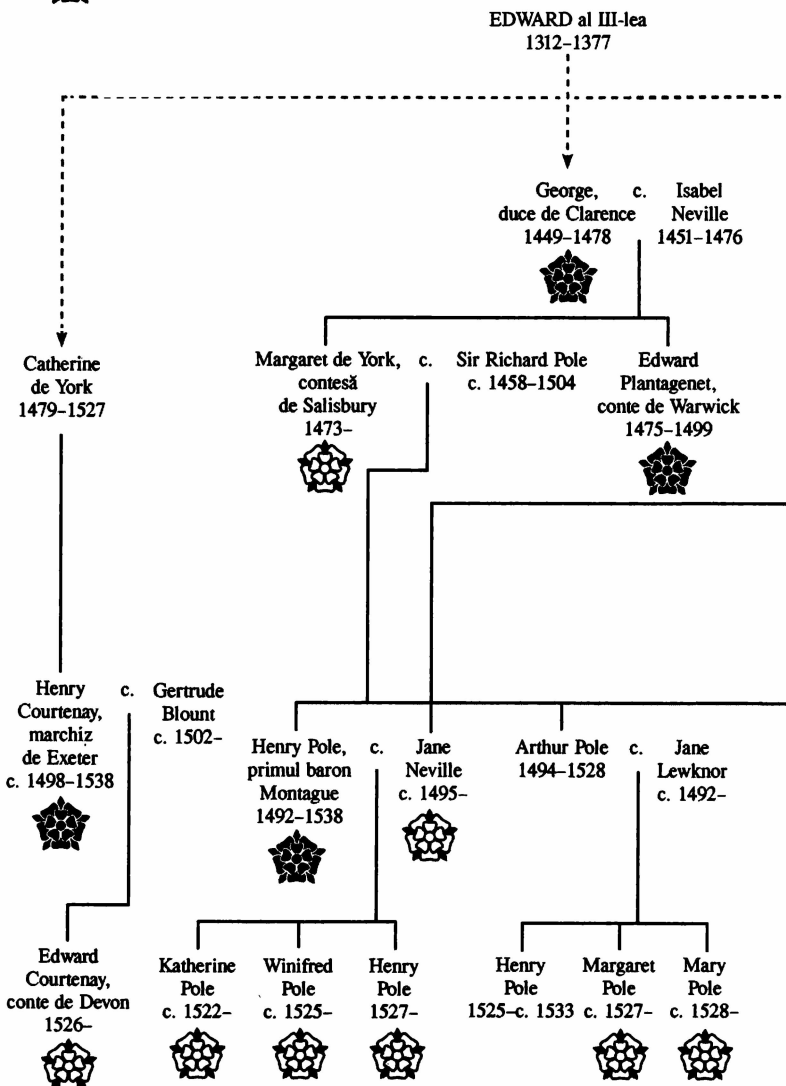 EDWARD al III-lea
1312–1377
George,
duce de Clarence
1449–1478
c.
Isabel
Neville
1451–1476
Catherine
de York
1479–1527
Margaret de York,
contesă
de Salisbury
1473–
c.
Sir Richard Pole
c. 1458–1504
Edward
Plantagenet,
conte de Warwick
1475–1499
Henry
Courtenay,
marchiz
de Exeter
c. 1498–1538
c.
Gertrude
Blount
c. 1502–
Henry Pole,
primul baron
Montague
1492–1538
c.
Jane
Neville
c. 1495–
Arthur Pole
1494–1528
c.
Jane
Lewknor
c. 1492–
Edward
Courtenay,
conte de Devon
1526–
Katherine
Pole
c. 1522–
Winifred
Pole
c. 1525–
Henry
Pole
1527–
Henry
Pole
1525–c. 1533
Margaret
Pole
c. 1527–
Mary
Pole
c. 1528–